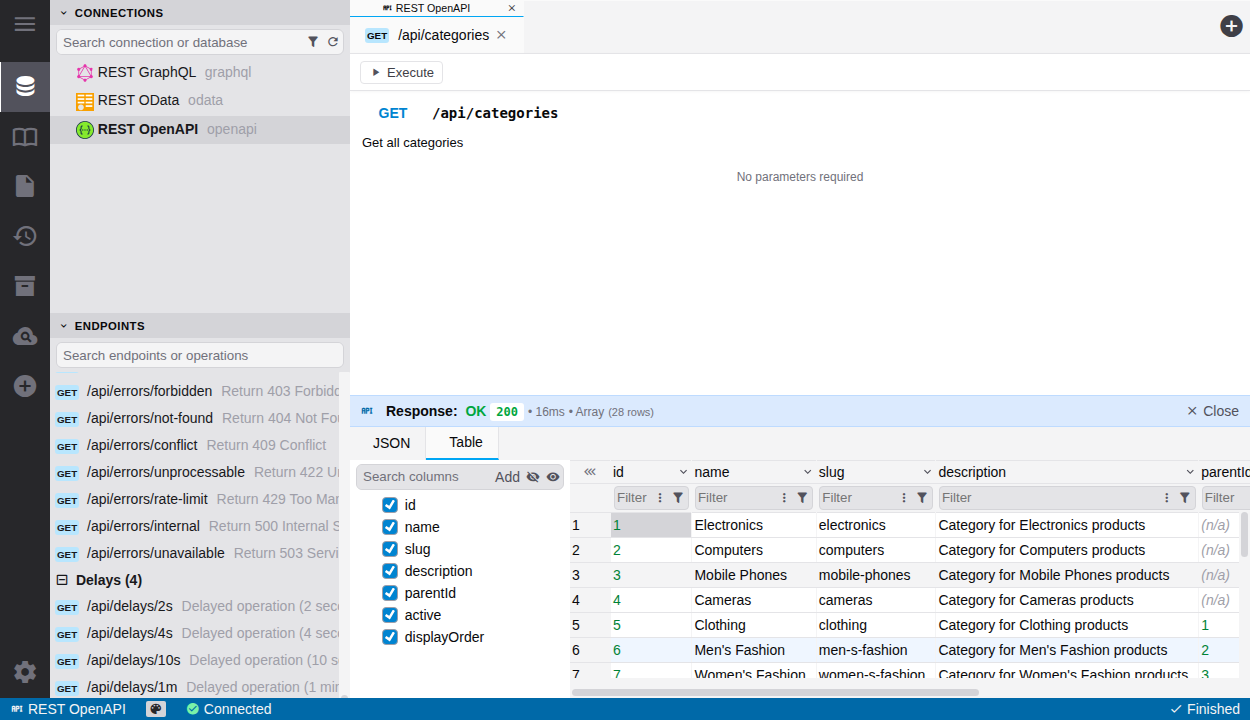 CONNECTIONS
Search connection or database
REST GraphQL graphql
REST OData odata
REST OpenAPI openapi
ENDPOINTS
Search endpoints or operations
GET /api/errors/forbidden Return 403 Forbidd
GET /api/errors/not-found Return 404 Not Fou
GET /api/errors/conflict Return 409 Conflict
GET /api/errors/unprocessable Return 422 Un
GET /api/errors/rate-limit Return 429 Too Man
GET /api/errors/internal Return 500 Internal S
GET /api/errors/unavailable Return 503 Servi
Delays (4)
GET /api/delays/2s Delayed operation (2 seco
GET /api/delays/4s Delayed operation (4 seco
GET /api/delays/10s Delayed operation (10 s
GET /api/delays/1m Delayed operation (1 min
API REST OpenAPI
GET /api/categories
Execute
GET /api/categories
Get all categories
No parameters required
API Response: OK 200 • 16ms • Array (28 rows) Close
JSON Table
Search columns Add
id
name
slug
description
parentId
active
displayOrder
id name slug description parentId
Filter Filter Filter Filter Filter
1 1 Electronics electronics Category for Electronics products (n/a)
2 2 Computers computers Category for Computers products (n/a)
3 3 Mobile Phones mobile-phones Category for Mobile Phones products (n/a)
4 4 Cameras cameras Category for Cameras products (n/a)
5 5 Clothing clothing Category for Clothing products 1
6 6 Men's Fashion men-s-fashion Category for Men's Fashion products 2
7 7 Women's Fashion women-s-fashion Category for Women's Fashion products 3
API REST OpenAPI Connected Finished